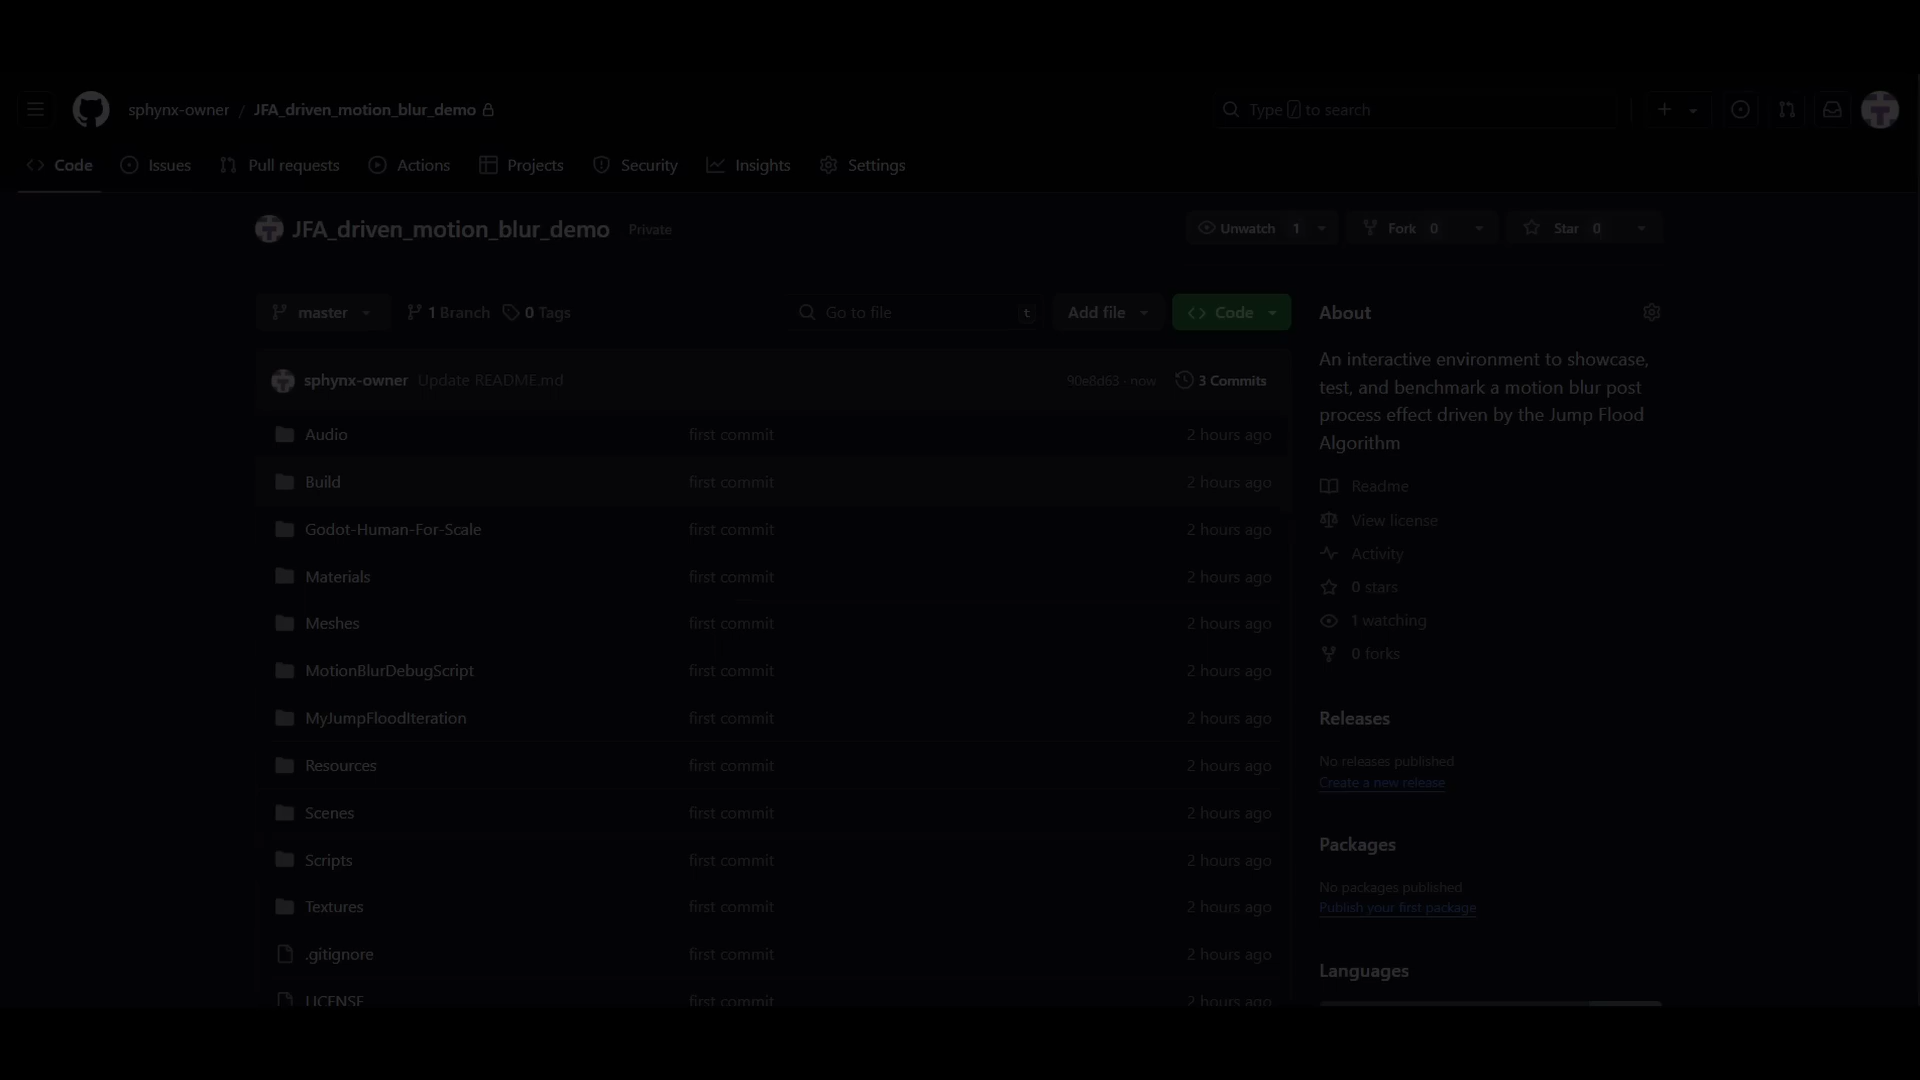 sphynx-owner / JFA_driven_motion_blur_demo
Type / to search
Code Issues Pull requests Actions Projects Security Insights Settings
JFA_driven_motion_blur_demo Private
Unwatch 1 Fork 0 Star 0
master 1 Branch 0 Tags
Go to file t
Add file
Code
sphynx-owner Update README.md 90e8d63 · now 3 Commits
Audio first commit 2 hours ago
Build first commit 2 hours ago
Godot-Human-For-Scale first commit 2 hours ago
Materials first commit 2 hours ago
Meshes first commit 2 hours ago
MotionBlurDebugScript first commit 2 hours ago
MyJumpFloodIteration first commit 2 hours ago
Resources first commit 2 hours ago
Scenes first commit 2 hours ago
Scripts first commit 2 hours ago
Textures first commit 2 hours ago
.gitignore first commit 2 hours ago
LICENSE first commit 2 hours ago
About
An interactive environment to showcase,
test, and benchmark a motion blur post
process effect driven by the Jump Flood
Algorithm
Readme
View license
Activity
0 stars
1 watching
0 forks
Releases
No releases published
Create a new release
Packages
No packages published
Publish your first package
Languages